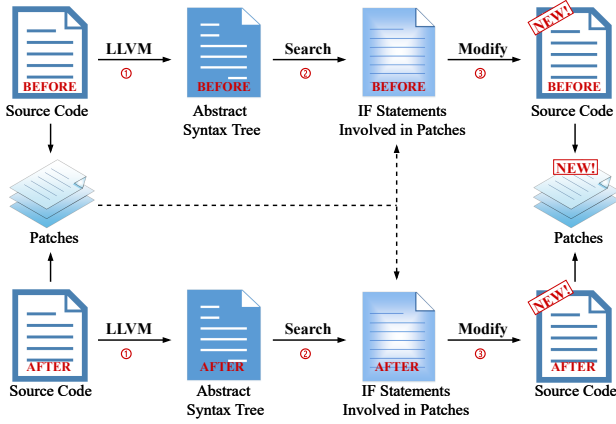 BEFORE
Source Code
LLVM
①
BEFORE
Abstract
Syntax Tree
Search
②
BEFORE
IF Statements
Involved in Patches
Modify
③
NEW!
BEFORE
Source Code
Patches
NEW!
Patches
AFTER
Source Code
LLVM
①
AFTER
Abstract
Syntax Tree
Search
②
AFTER
IF Statements
Involved in Patches
Modify
③
NEW!
AFTER
Source Code